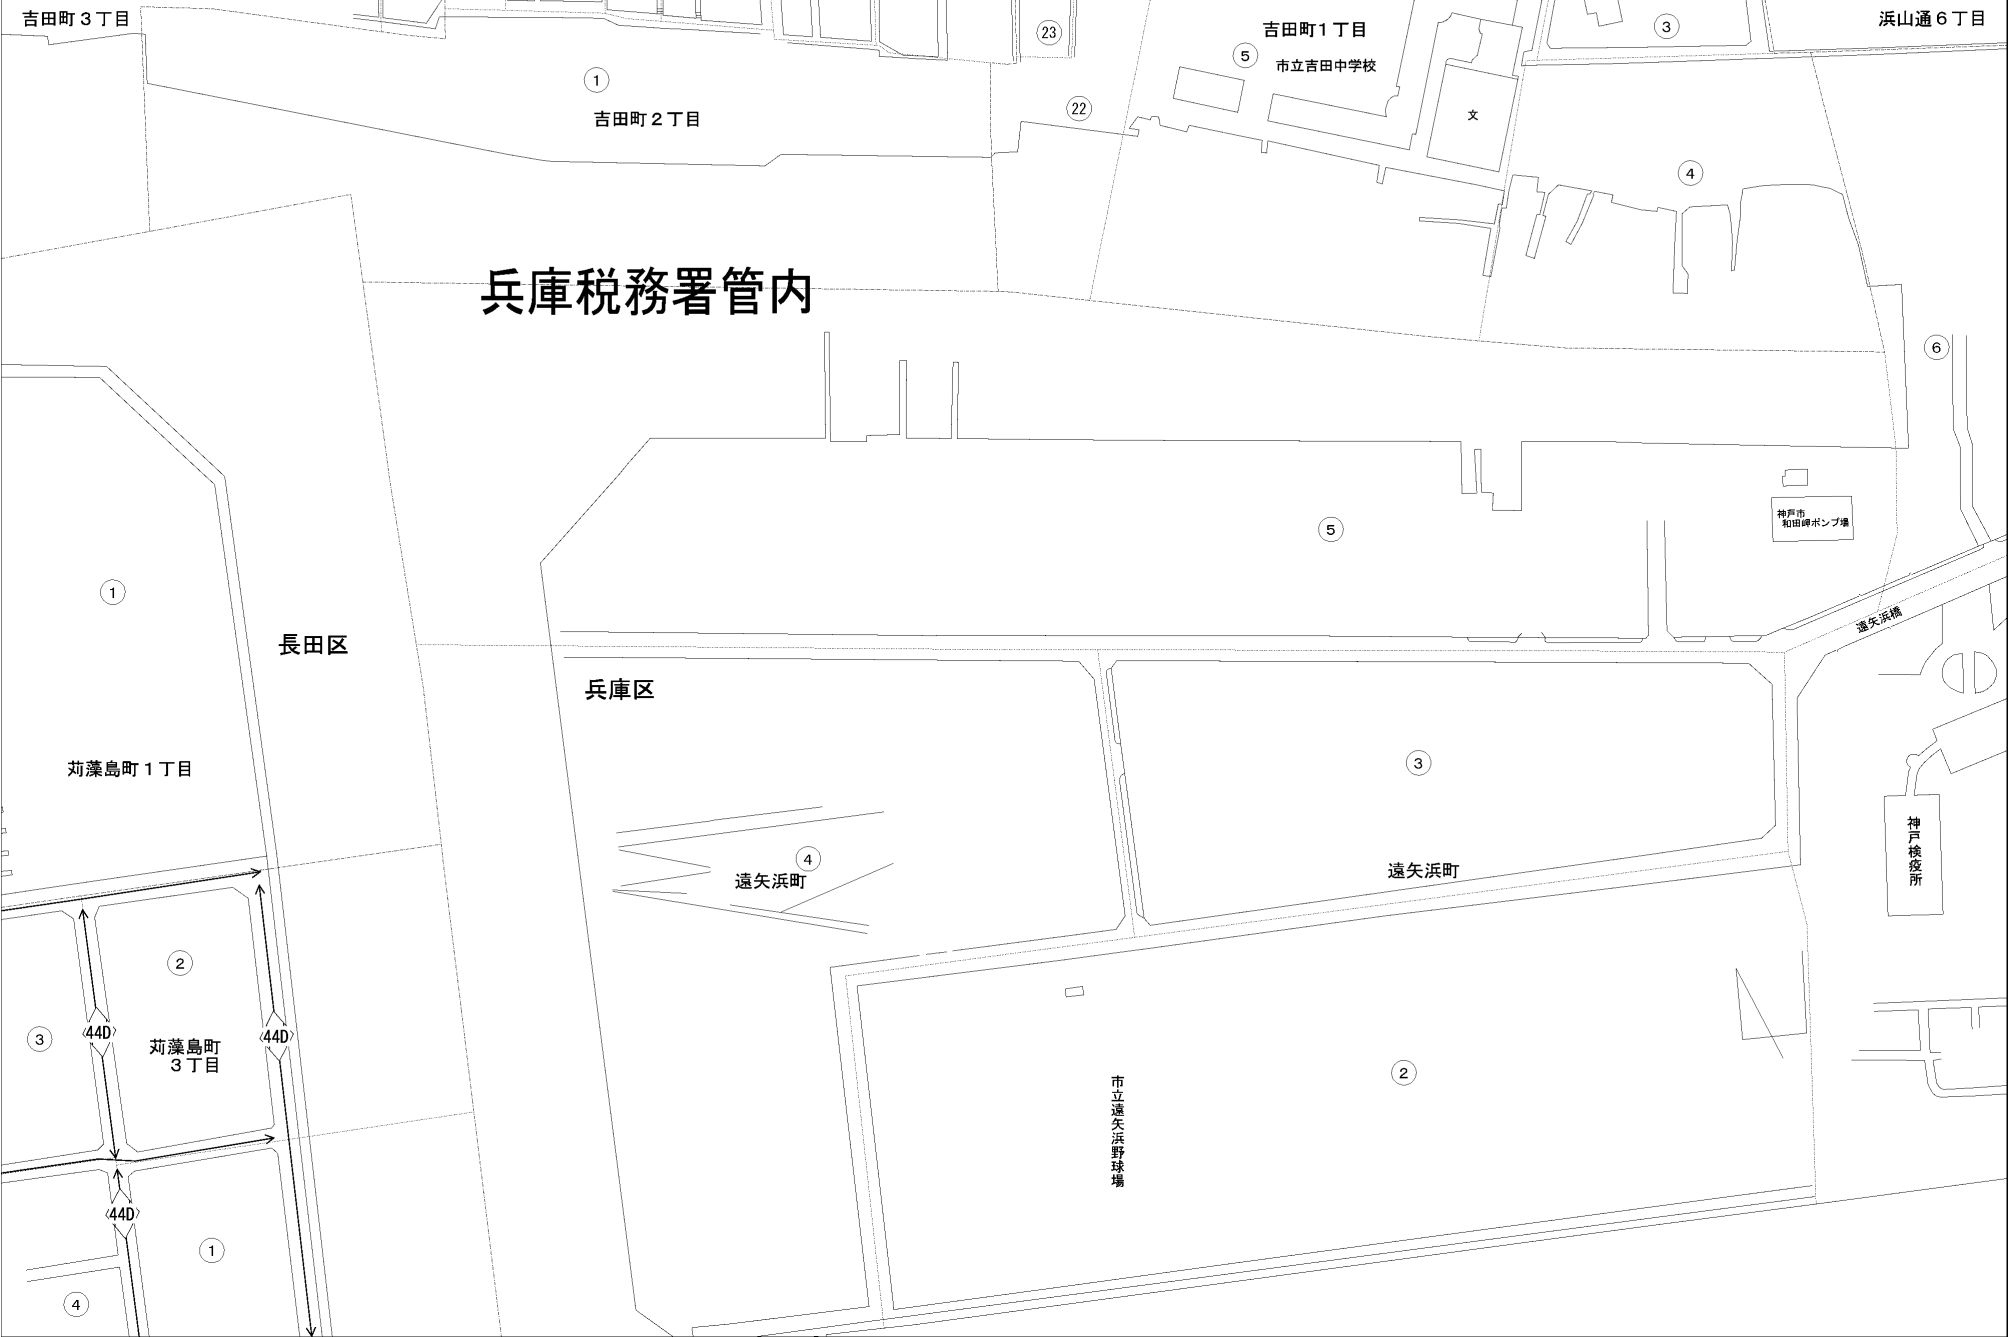 吉田町３丁目
吉田町１丁目
浜山通６丁目
23
3
5
市立吉田中学校
1
22
吉田町２丁目
文
4
兵庫税務署管内
6
5
神戸市
和田岬ポンプ場
1
遠矢浜橋
長田区
兵庫区
苅藻島町１丁目
3
4
遠矢浜町
遠矢浜町
神戸検疫所
2
3
44D
44D
苅藻島町
３丁目
2
市立遠矢浜野球場
44D
1
4